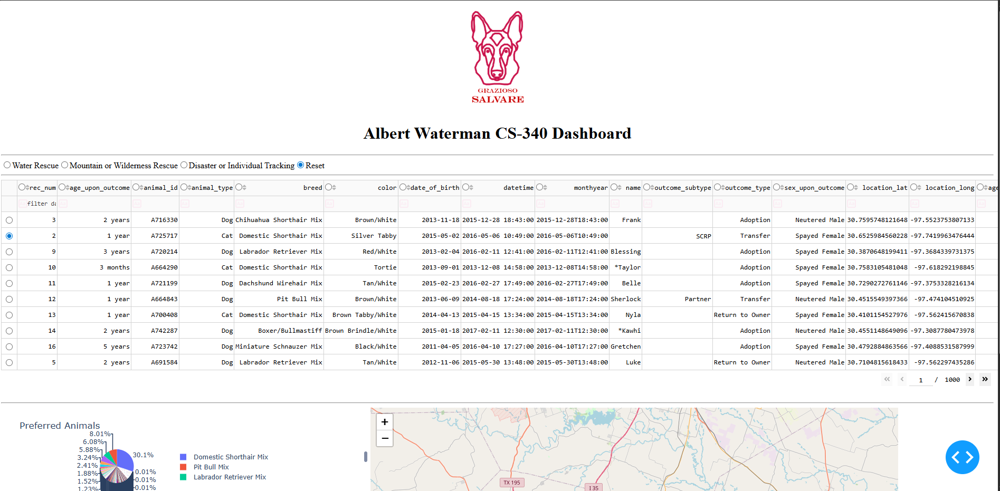 GRAZIOSO
SALVARE
Albert Waterman CS-340 Dashboard
Water Rescue Mountain or Wilderness Rescue Disaster or Individual Tracking Reset
rec_num age_upon_outcome animal_id animal_type breed color date_of_birth datetime monthyear name outcome_subtype outcome_type sex_upon_outcome location_lat location_long age
Aa filter da Aa Aa Aa Aa Aa Aa Aa Aa Aa Aa Aa Aa Aa Aa Aa
3 2 years A716330 Dog Chihuahua Shorthair Mix Brown/White 2013-11-18 2015-12-28 18:43:00 2015-12-28T18:43:00 Frank Adoption Neutered Male 30.7595748121648 -97.5523753807133
2 1 year A725717 Cat Domestic Shorthair Mix Silver Tabby 2015-05-02 2016-05-06 10:49:00 2016-05-06T10:49:00 SCRP Transfer Spayed Female 30.6525984560228 -97.7419963476444
9 3 years A720214 Dog Labrador Retriever Mix Red/White 2013-02-04 2016-02-11 12:41:00 2016-02-11T12:41:00 Blessing Adoption Spayed Female 30.3870648199411 -97.3684339731375
10 3 months A664290 Cat Domestic Shorthair Mix Tortie 2013-09-01 2013-12-08 14:58:00 2013-12-08T14:58:00 *Taylor Adoption Spayed Female 30.7583105481048 -97.618292198845
11 1 year A721199 Dog Dachshund Wirehair Mix Tan/White 2015-02-23 2016-02-27 17:49:00 2016-02-27T17:49:00 Belle Adoption Spayed Female 30.7290272761146 -97.3753328216134
12 1 year A664843 Dog Pit Bull Mix Brown/White 2013-06-09 2014-08-18 17:24:00 2014-08-18T17:24:00 Sherlock Partner Transfer Neutered Male 30.4515549397366 -97.474104510925
13 1 year A700408 Cat Domestic Shorthair Mix Brown Tabby/White 2014-04-13 2015-04-15 13:34:00 2015-04-15T13:34:00 Nyla Return to Owner Spayed Female 30.4101154527976 -97.562415670838
14 2 years A742287 Dog Boxer/Bullmastiff Brown Brindle/White 2015-01-18 2017-02-11 12:30:00 2017-02-11T12:30:00 *Kawhi Adoption Neutered Male 30.4551148649096 -97.3087780473978
16 5 years A723742 Dog Miniature Schnauzer Mix Black/White 2011-04-05 2016-04-10 17:27:00 2016-04-10T17:27:00 Gretchen Adoption Spayed Female 30.4792884863566 -97.4088531587999
5 2 years A691584 Dog Labrador Retriever Mix Tan/White 2012-11-06 2015-05-30 13:48:00 2015-05-30T13:48:00 Luke Return to Owner Neutered Male 30.7104815618433 -97.562297435286
1 / 1000
Preferred Animals
8.01%
6.08%
5.88%
3.24%
2.41%
1.88%
1.52%
1.23%
30.1%
0.01%
0.01%
0.01%
Domestic Shorthair Mix
Pit Bull Mix
Labrador Retriever Mix
+
−
TX 195
I 35